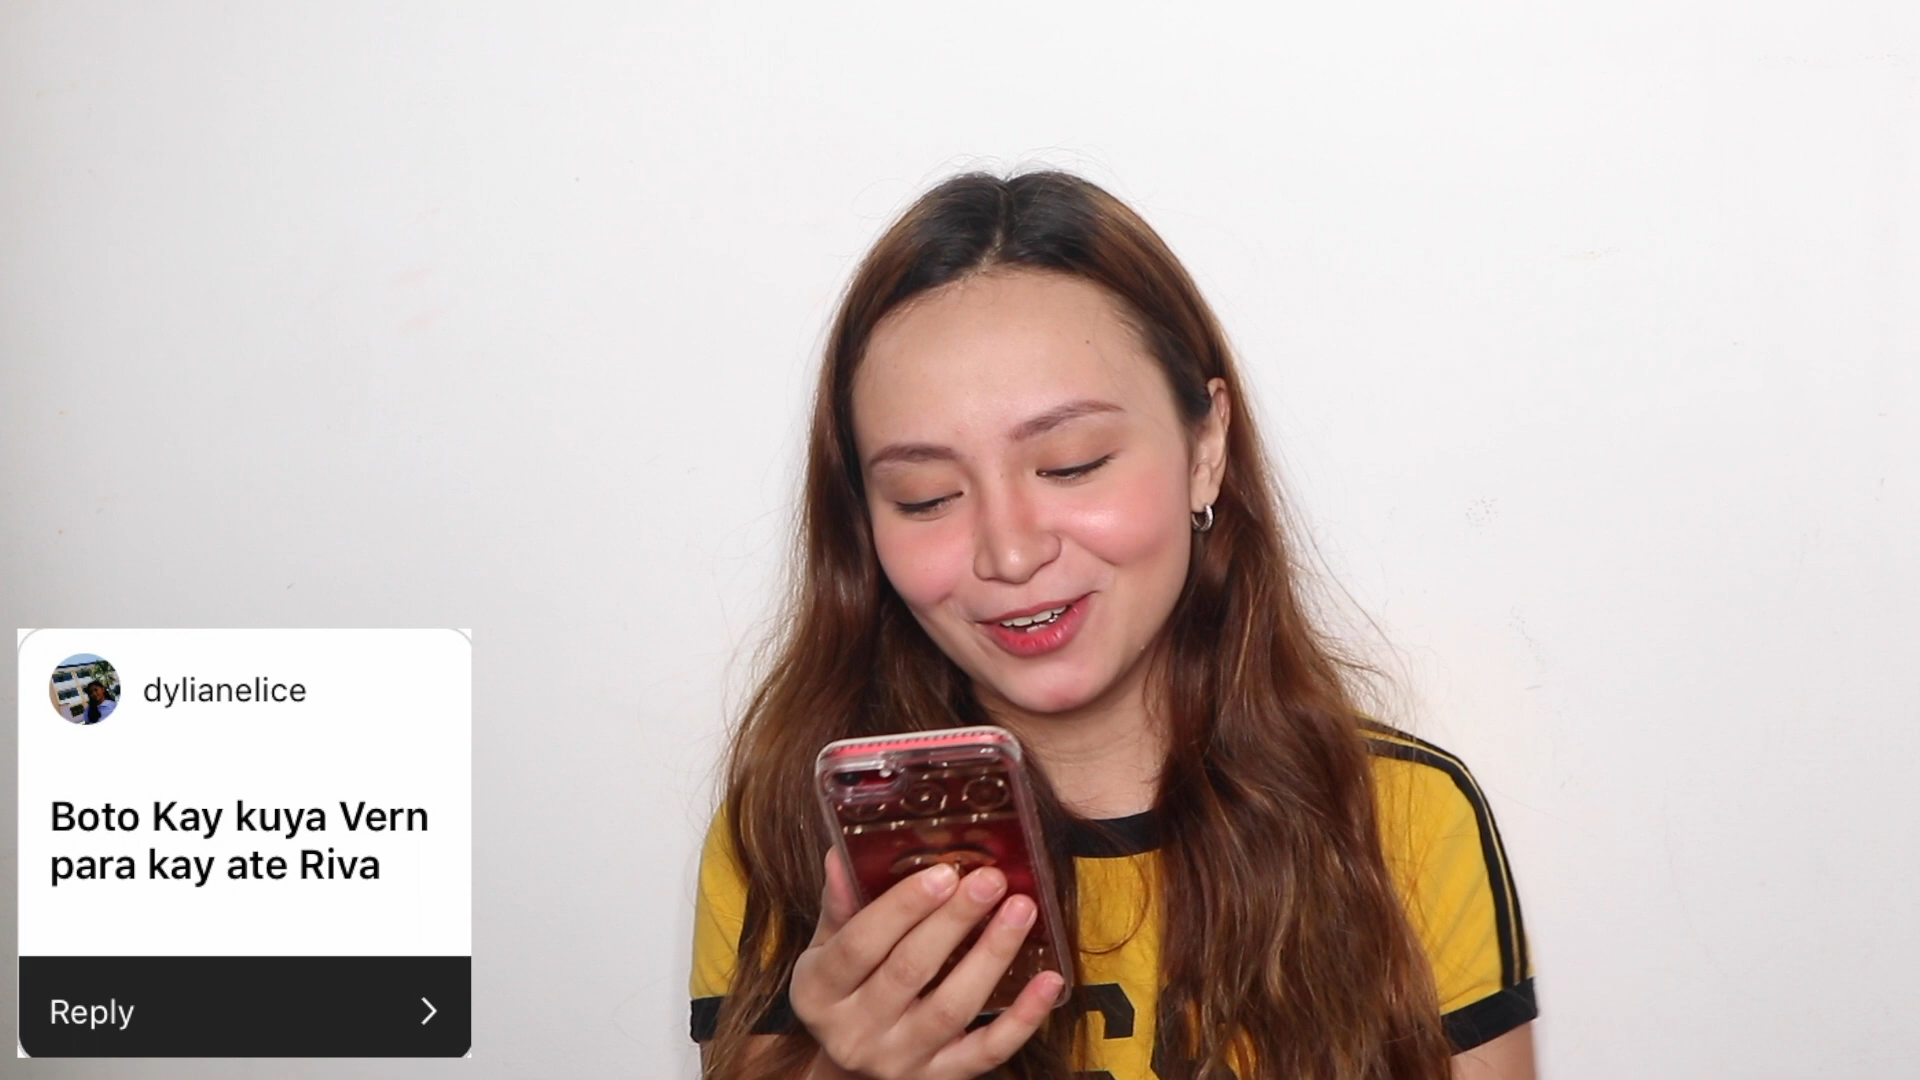 dylianelice
Boto Kay kuya Vern
para kay ate Riva
Reply